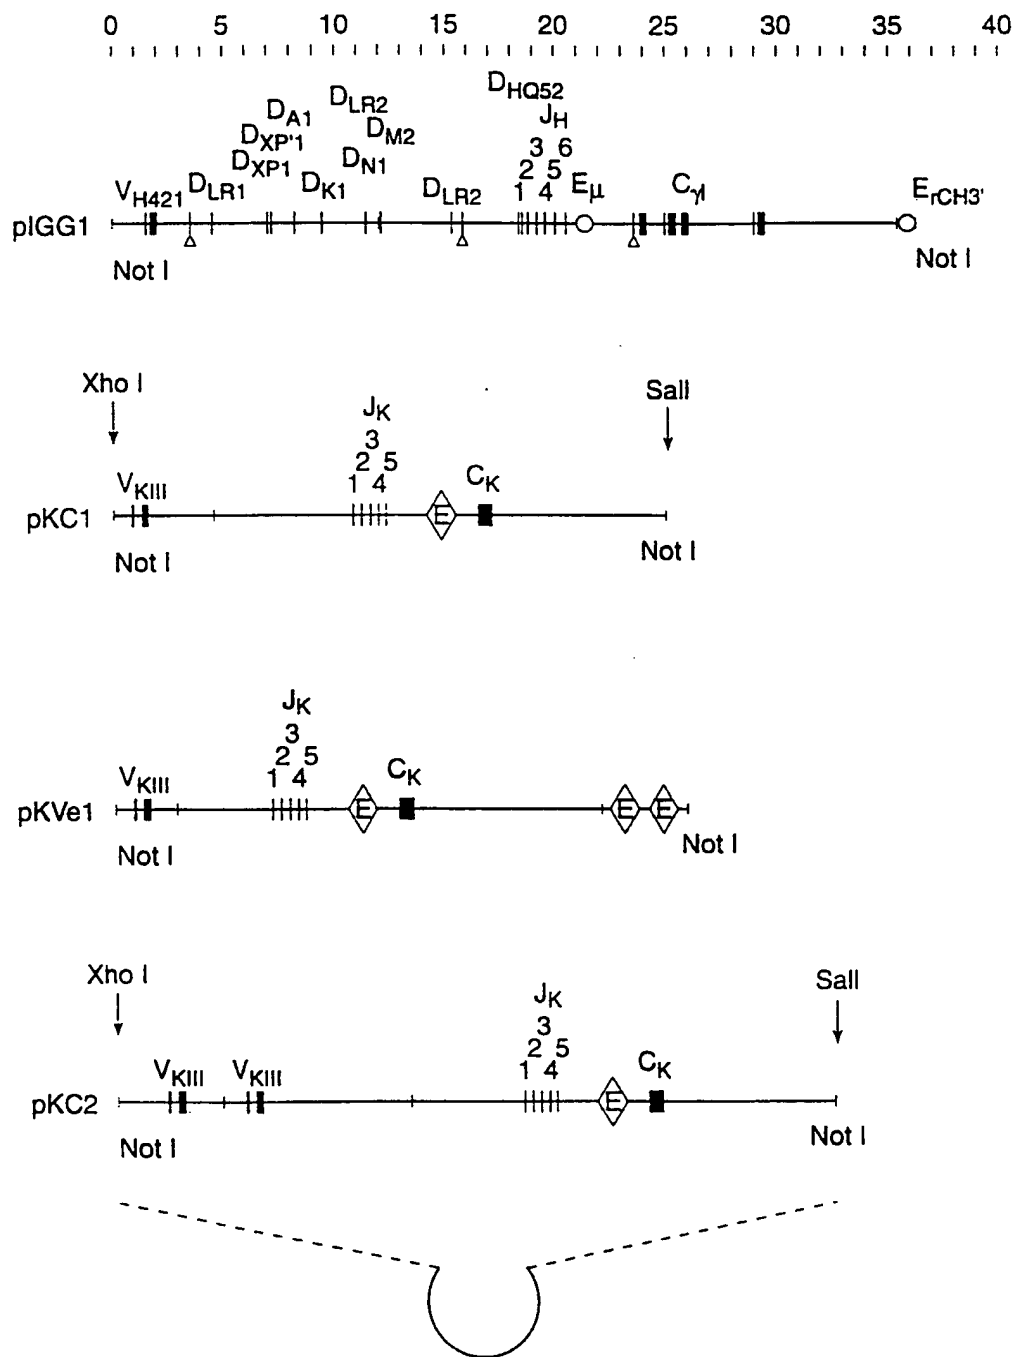 0 5 10 15 20 25 30 35 40
DHQ52
DLR2
DA1
JH
DM2
DXP'1
3 6
DN1
DXP1
2 5
VH421 DLR1 DK1 DLR2 1 4 Eμ CγI ErCH3'
pIGG1
Not I Not I
Xho I SalI
JK
3
2 5
VKIII 1 4 CK
pKC1 E
Not I Not I
JK
3
2 5
VKIII 1 4 CK
pKVe1 E E E
Not I Not I
Xho I SalI
JK
3
2 5
VKIII VKIII 1 4 CK
pKC2 E
Not I Not I